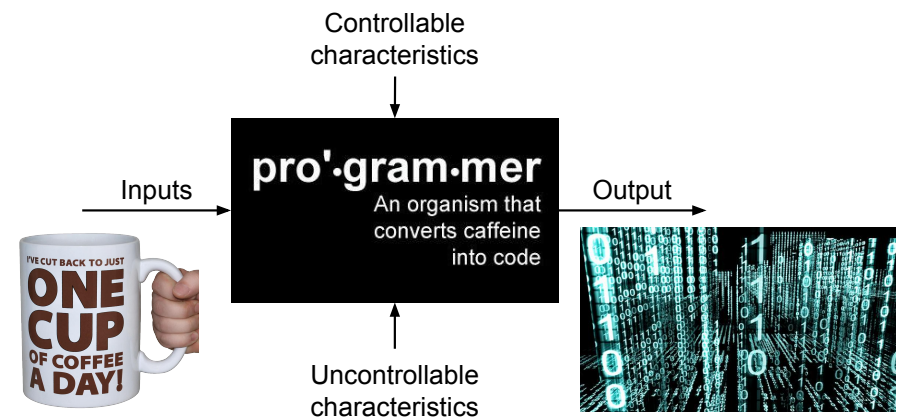 Controllable
characteristics
pro'·gram·mer
An organism that
converts caffeine
into code
Inputs
Output
I'VE CUT BACK TO JUST
ONE
CUP
OF COFFEE
A DAY!
Uncontrollable
characteristics